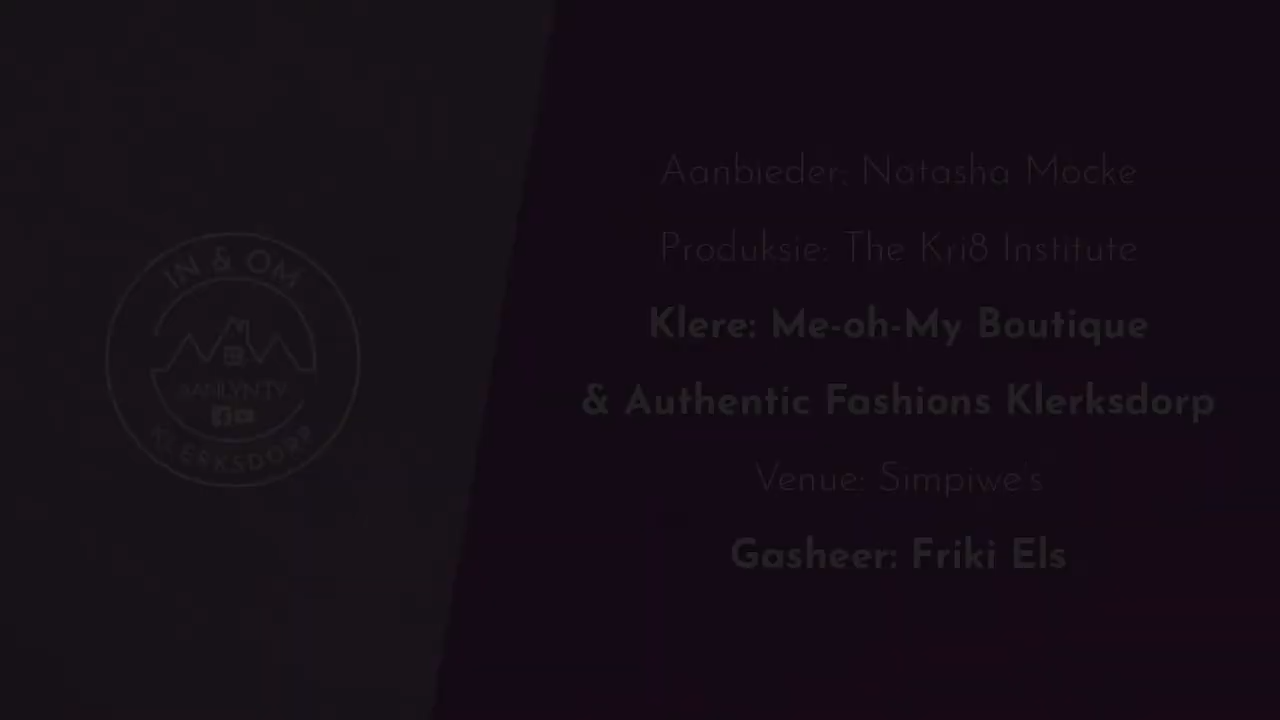 IN & OM
KLERKSDORP
Aanbieder: Natasha Mocke
Produksie: The Kri8 Institute
Klere: Me-oh-My Boutique
& Authentic Fashions Klerksdorp
Venue: Simpiwe's
Gasheer: Friki Els